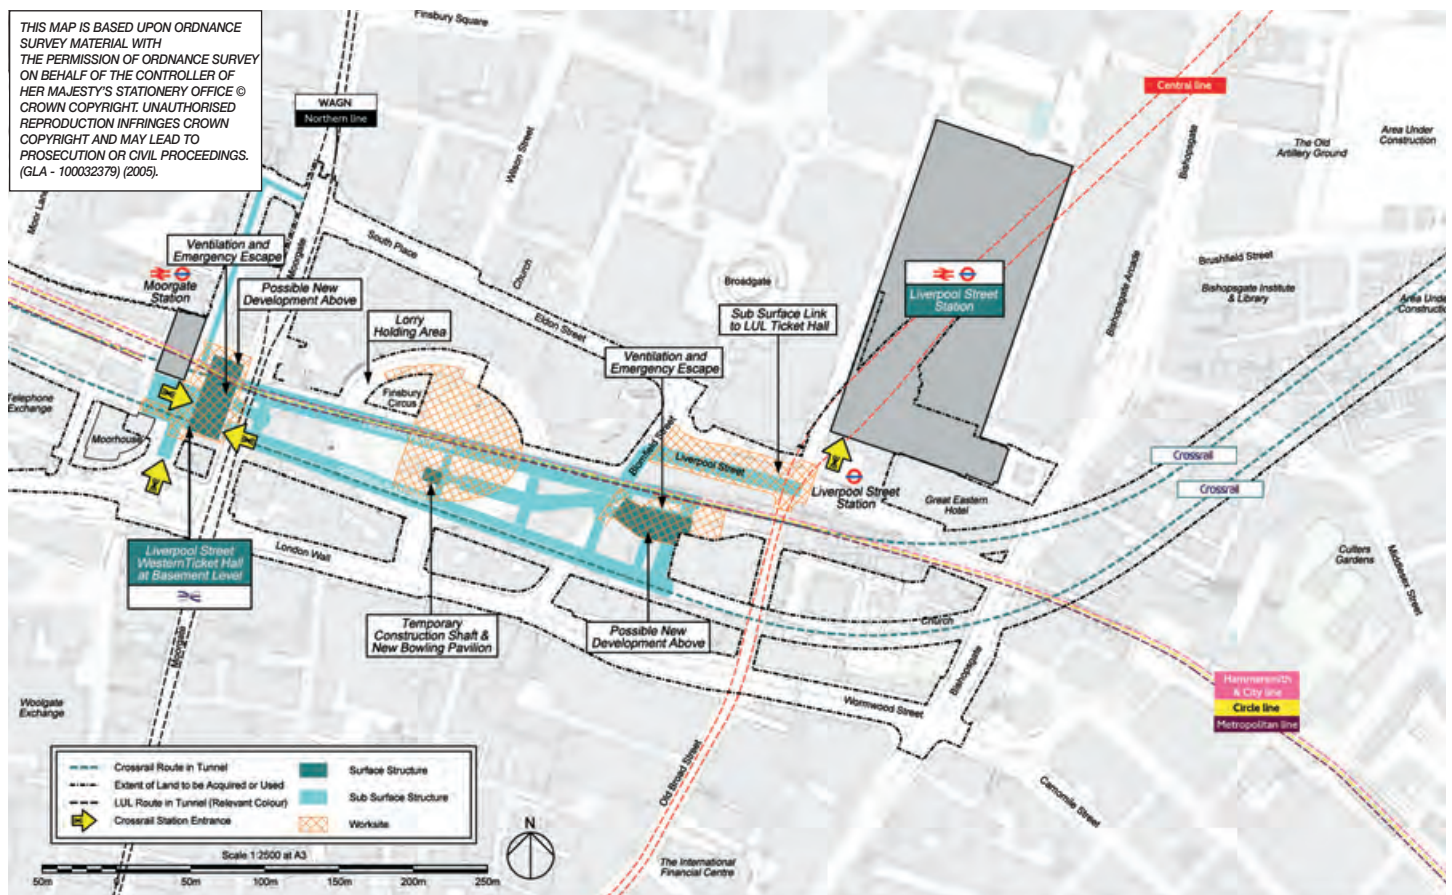 THIS MAP IS BASED UPON ORDNANCE
SURVEY MATERIAL WITH
THE PERMISSION OF ORDNANCE SURVEY
ON BEHALF OF THE CONTROLLER OF
HER MAJESTY'S STATIONERY OFFICE ©
CROWN COPYRIGHT. UNAUTHORISED
REPRODUCTION INFRINGES CROWN
COPYRIGHT AND MAY LEAD TO
PROSECUTION OR CIVIL PROCEEDINGS.
(GLA - 100032379) (2005).
Finsbury Square
WAGN
Northern line
Central line
Wilson Street
Bishopsgate
The Old
Artillery Ground
Area Under
Construction
Moor Lane
South Place
Moorgate
Ventilation and
Emergency Escape
Moorgate
Station
Possible New
Development Above
Church
Broadgate
Liverpool Street
Station
Bishopsgate Arcade
Brushfield Street
Bishopsgate Institute
& Library
Area Unde
Constructio
Lorry
Holding Area
Eldon Street
Sub Surface Link
to LUL Ticket Hall
Ventilation and
Emergency Escape
Telephone
Exchange
Finsbury
Circus
Moorhouse
Blomfield Street
Liverpool Street
Liverpool Street
Station
Great Eastern
Hotel
Crossrail
Crossrail
London Wall
Liverpool Street
WesternTicket Hall
at Basement Level
Cutlers
Gardens
Middlesex Street
Temporary
Construction Shaft &
New Bowling Pavilion
Possible New
Development Above
Church
Moorgate
Bishopsgate
Woolgate
Exchange
Wormwood Street
Hammersmith
& City line
Circle line
Metropolitan line
Old Broad Street
Camomile Street
Crossrail Route in Tunnel
Extent of Land to be Acquired or Used
LUL Route in Tunnel (Relevant Colour)
Crossrail Station Entrance
Surface Structure
Sub Surface Structure
Worksite
N
Scale 1:2500 at A3
50m 0 50m 100m 150m 200m 250m
The International
Financial Centre